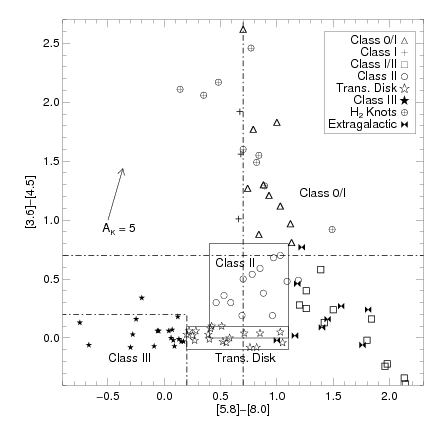 2.5
2.0
1.5
1.0
0.5
0.0
[3.6]–[4.5]
Class 0/I
Class I
Class I/II
Class II
Trans. Disk
Class III
H₂ Knots
Extragalactic
Class 0/I
A_K = 5
Class II
Class III
Trans. Disk
−0.5
0.0
0.5
1.0
1.5
2.0
[5.8]–[8.0]